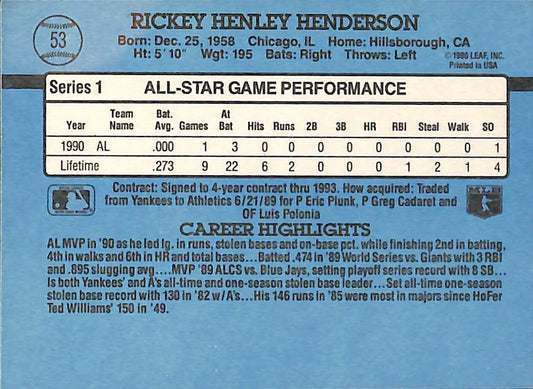 53
RICKEY HENLEY HENDERSON
Born: Dec. 25, 1958 Chicago, IL Home: Hillsborough, CA
Ht: 5' 10" Wgt: 195 Bats: Right Throws: Left
© 1990 LEAF, INC.
Printed in USA
Series 1 ALL-STAR GAME PERFORMANCE
Year Team Name Bat. Avg. Games At Bat Hits Runs 2B 3B HR RBI Steal Walk SO
1990 AL .000 1 3 0 0 0 0 0 0 0 0 1
Lifetime .273 9 22 6 2 0 0 0 1 2 1 4
Contract: Signed to 4-year contract thru 1993. How acquired: Traded
from Yankees to Athletics 6/21/89 for P Eric Plunk, P Greg Cadaret and
OF Luis Polonia
MLB
CAREER HIGHLIGHTS
AL MVP in '90 as he led lg. in runs, stolen bases and on-base pct. while finishing 2nd in batting,
4th in walks and 6th in HR and total bases...Batted .474 in '89 World Series vs. Giants with 3 RBI
and .895 slugging avg....MVP '89 ALCS vs. Blue Jays, setting playoff series record with 8 SB...
Is both Yankees' and A's all-time and one-season stolen base leader...Set all-time one-season
stolen base record with 130 in '82 w/A's...His 146 runs in '85 were most in majors since HoFer
Ted Williams' 150 in '49.